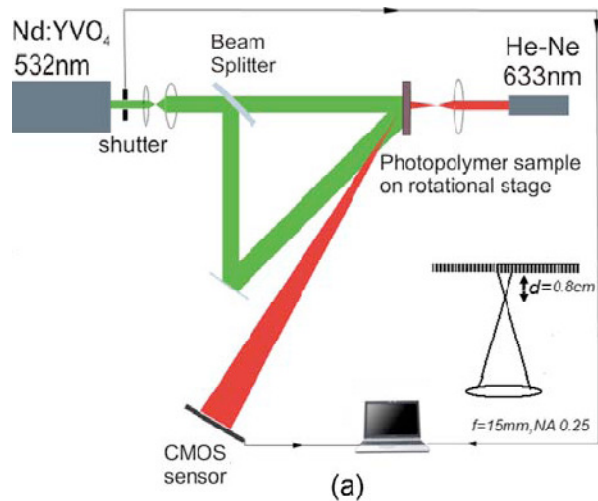 Nd:YVO4
532nm
shutter
Beam
Splitter
He-Ne
633nm
Photopolymer sample
on rotational stage
d=0.8cm
f=15mm,NA 0.25
CMOS
sensor
(a)